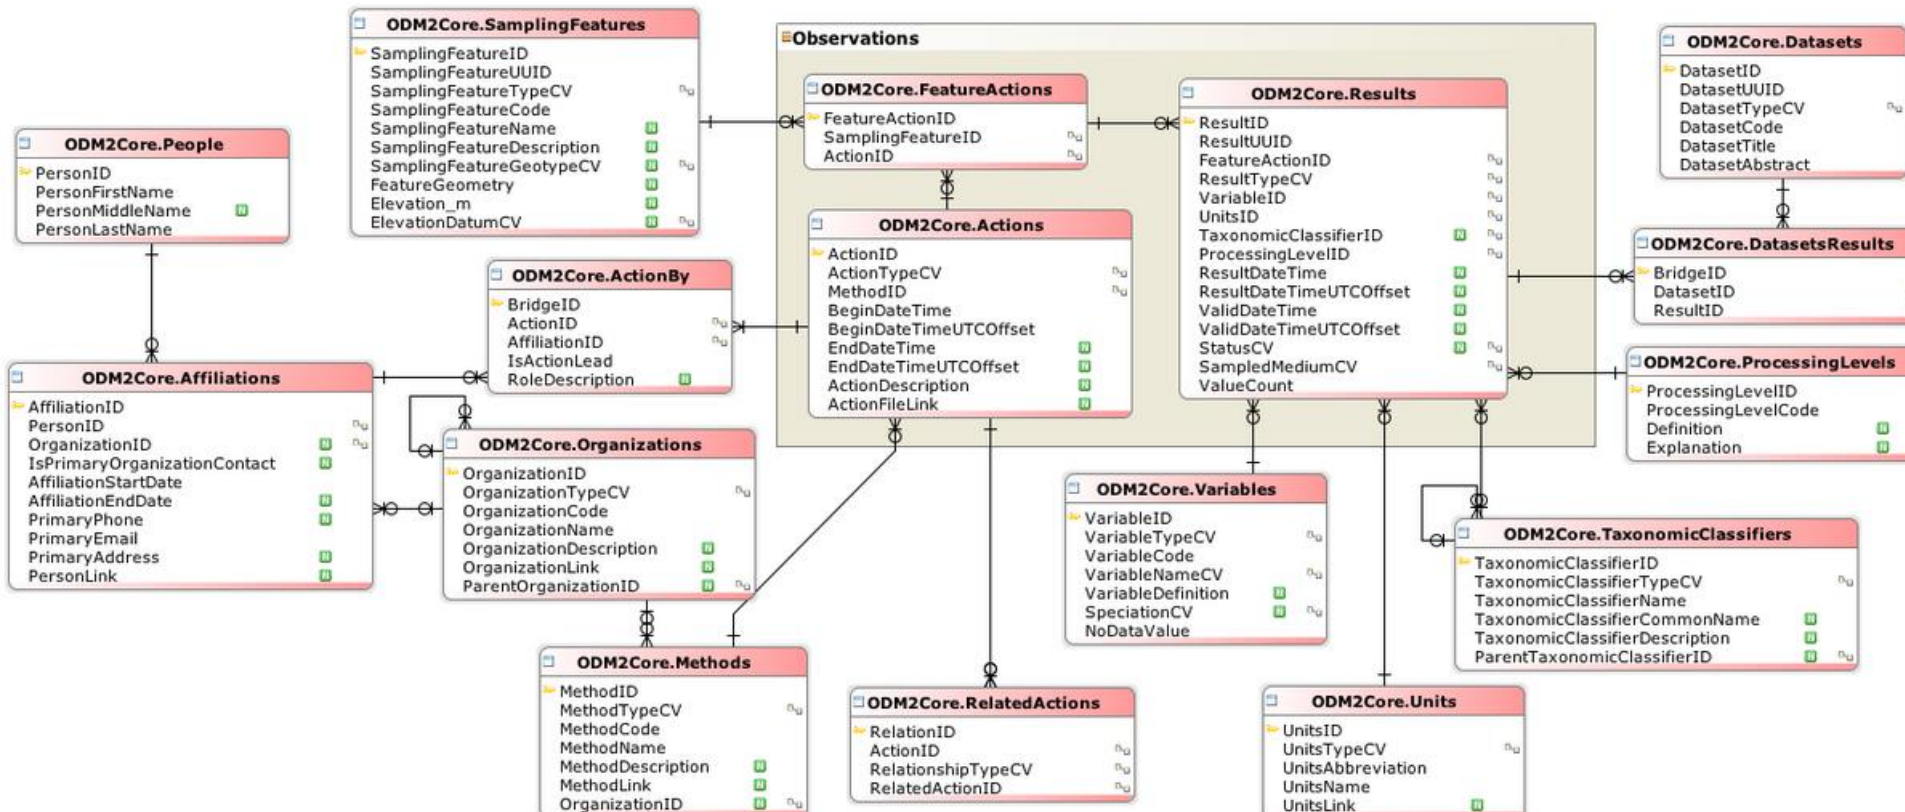 ODM2Core.SamplingFeatures
SamplingFeatureID
SamplingFeatureUUID
SamplingFeatureTypeCV
SamplingFeatureCode
SamplingFeatureName
SamplingFeatureDescription
SamplingFeatureGeotypeCV
FeatureGeometry
Elevation_m
ElevationDatumCV
Observations
ODM2Core.FeatureActions
FeatureActionID
SamplingFeatureID
ActionID
ODM2Core.Results
ResultID
ResultUUID
FeatureActionID
ResultTypeCV
VariableID
UnitsID
TaxonomicClassifierID
ProcessingLevelID
ResultDateTime
ResultDateTimeUTCOffset
ValidDateTime
ValidDateTimeUTCOffset
StatusCV
SampledMediumCV
ValueCount
ODM2Core.Datasets
DatasetID
DatasetUUID
DatasetTypeCV
DatasetCode
DatasetTitle
DatasetAbstract
ODM2Core.People
PersonID
PersonFirstName
PersonMiddleName
PersonLastName
ODM2Core.Actions
ActionID
ActionTypeCV
MethodID
BeginDateTime
BeginDateTimeUTCOffset
EndDateTime
EndDateTimeUTCOffset
ActionDescription
ActionFileLink
ODM2Core.DatasetsResults
BridgeID
DatasetID
ResultID
ODM2Core.ActionBy
BridgeID
ActionID
AffiliationID
IsActionLead
RoleDescription
ODM2Core.ProcessingLevels
ProcessingLevelID
ProcessingLevelCode
Definition
Explanation
ODM2Core.Affiliations
AffiliationID
PersonID
OrganizationID
IsPrimaryOrganizationContact
AffiliationStartDate
AffiliationEndDate
PrimaryPhone
PrimaryEmail
PrimaryAddress
PersonLink
ODM2Core.Organizations
OrganizationID
OrganizationTypeCV
OrganizationCode
OrganizationName
OrganizationDescription
OrganizationLink
ParentOrganizationID
ODM2Core.Variables
VariableID
VariableTypeCV
VariableCode
VariableNameCV
VariableDefinition
SpeciationCV
NoDataValue
ODM2Core.TaxonomicClassifiers
TaxonomicClassifierID
TaxonomicClassifierTypeCV
TaxonomicClassifierName
TaxonomicClassifierCommonName
TaxonomicClassifierDescription
ParentTaxonomicClassifierID
ODM2Core.Methods
MethodID
MethodTypeCV
MethodCode
MethodName
MethodDescription
MethodLink
OrganizationID
ODM2Core.RelatedActions
RelationID
ActionID
RelationshipTypeCV
RelatedActionID
ODM2Core.Units
UnitsID
UnitsTypeCV
UnitsAbbreviation
UnitsName
UnitsLink